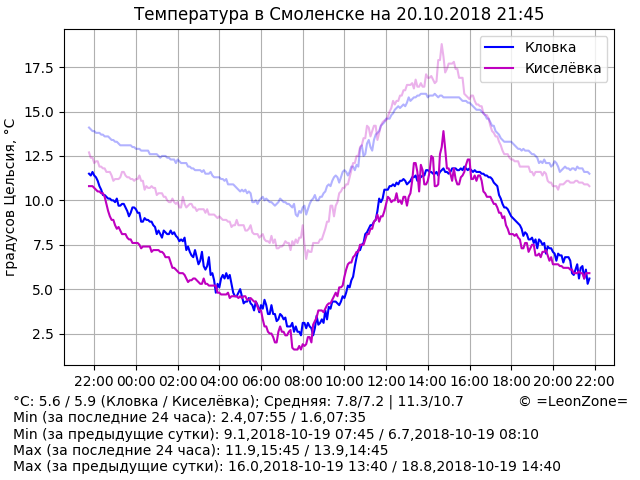 Температура в Смоленске на 20.10.2018 21:45
Кловка
Киселёвка
градусов Цельсия, °C
17.5
15.0
12.5
10.0
7.5
5.0
2.5
22:00 00:00 02:00 04:00 06:00 08:00 10:00 12:00 14:00 16:00 18:00 20:00 22:00
°C: 5.6 / 5.9 (Кловка / Киселёвка); Средняя: 7.8/7.2 | 11.3/10.7 © =LeonZone=
Min (за последние 24 часа): 2.4,07:55 / 1.6,07:35
Min (за предыдущие сутки): 9.1,2018-10-19 07:45 / 6.7,2018-10-19 08:10
Max (за последние 24 часа): 11.9,15:45 / 13.9,14:45
Max (за предыдущие сутки): 16.0,2018-10-19 13:40 / 18.8,2018-10-19 14:40